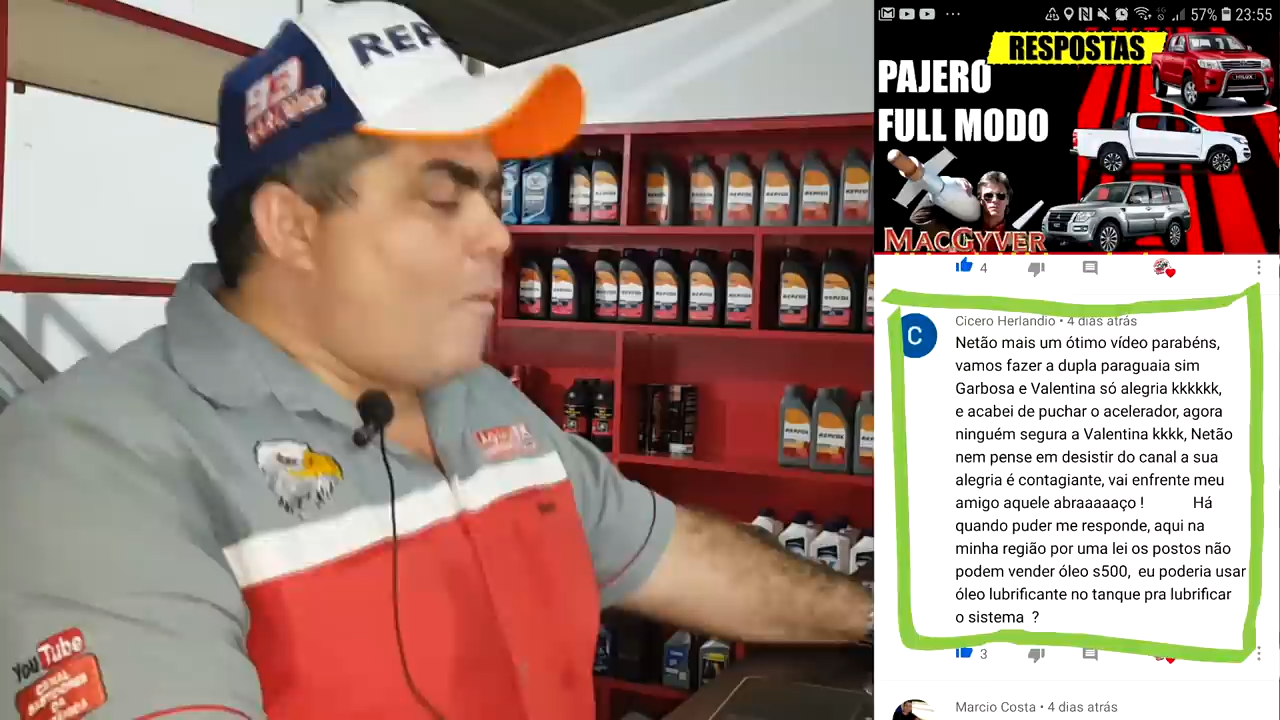 57% 23:55
RESPOSTAS
PAJERO
FULL MODO
MACGYVER
4
Cicero Herlandio • 4 dias atrás
C
Netão mais um ótimo vídeo parabéns,
vamos fazer a dupla paraguaia sim
Garbosa e Valentina só alegria kkkkkk,
e acabei de puchar o acelerador, agora
ninguém segura a Valentina kkkk, Netão
nem pense em desistir do canal a sua
alegria é contagiante, vai enfrente meu
amigo aquele abraaaaaço ! Há
quando puder me responde, aqui na
minha região por uma lei os postos não
podem vender óleo s500, eu poderia usar
óleo lubrificante no tanque pra lubrificar
o sistema ?
3
Marcio Costa • 4 dias atrás
REPS
93
YouTube
REPSOL
REPSOL
REPSOL